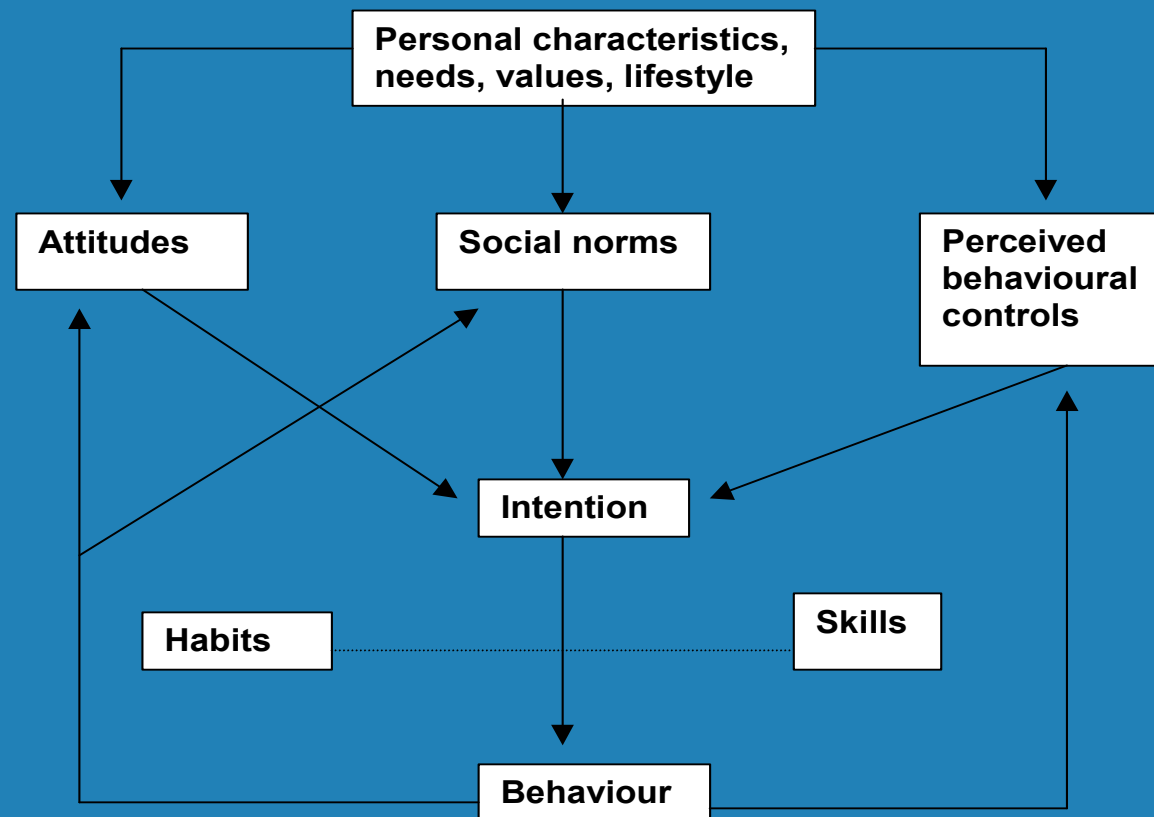 Personal characteristics,
needs, values, lifestyle
Attitudes
Social norms
Perceived
behavioural
controls
Intention
Habits
Skills
Behaviour